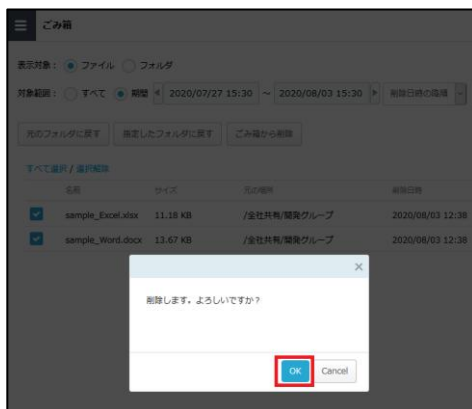 ごみ箱
表示対象： ファイル フォルダ
対象範囲： すべて 期間 2020/07/27 15:30 ～ 2020/08/03 15:30 削除日時の降順
元のフォルダに戻す 指定したフォルダに戻す ごみ箱から削除
すべて選択 / 選択解除
名前 サイズ 元の場所 削除日時
sample_Excel.xlsx 11.18 KB /全社共有/開発グループ 2020/08/03 12:38
sample_Word.docx 13.67 KB /全社共有/開発グループ 2020/08/03 12:38
削除します。よろしいですか？
OK Cancel